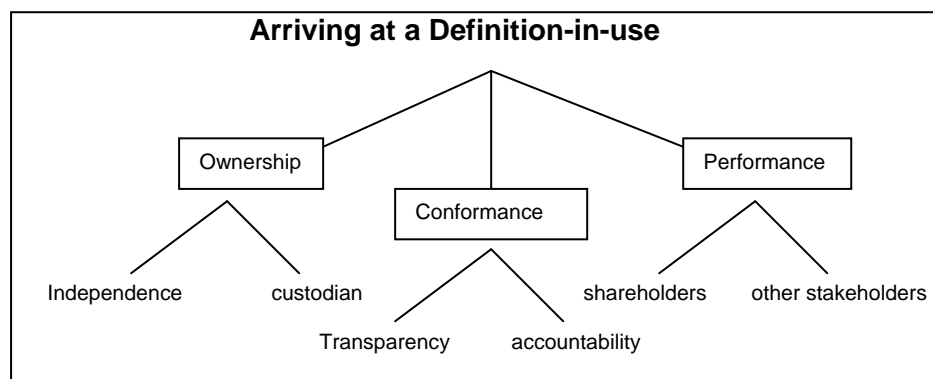 Arriving at a Definition-in-use
Ownership
Performance
Conformance
Independence
custodian
shareholders
other stakeholders
Transparency
accountability